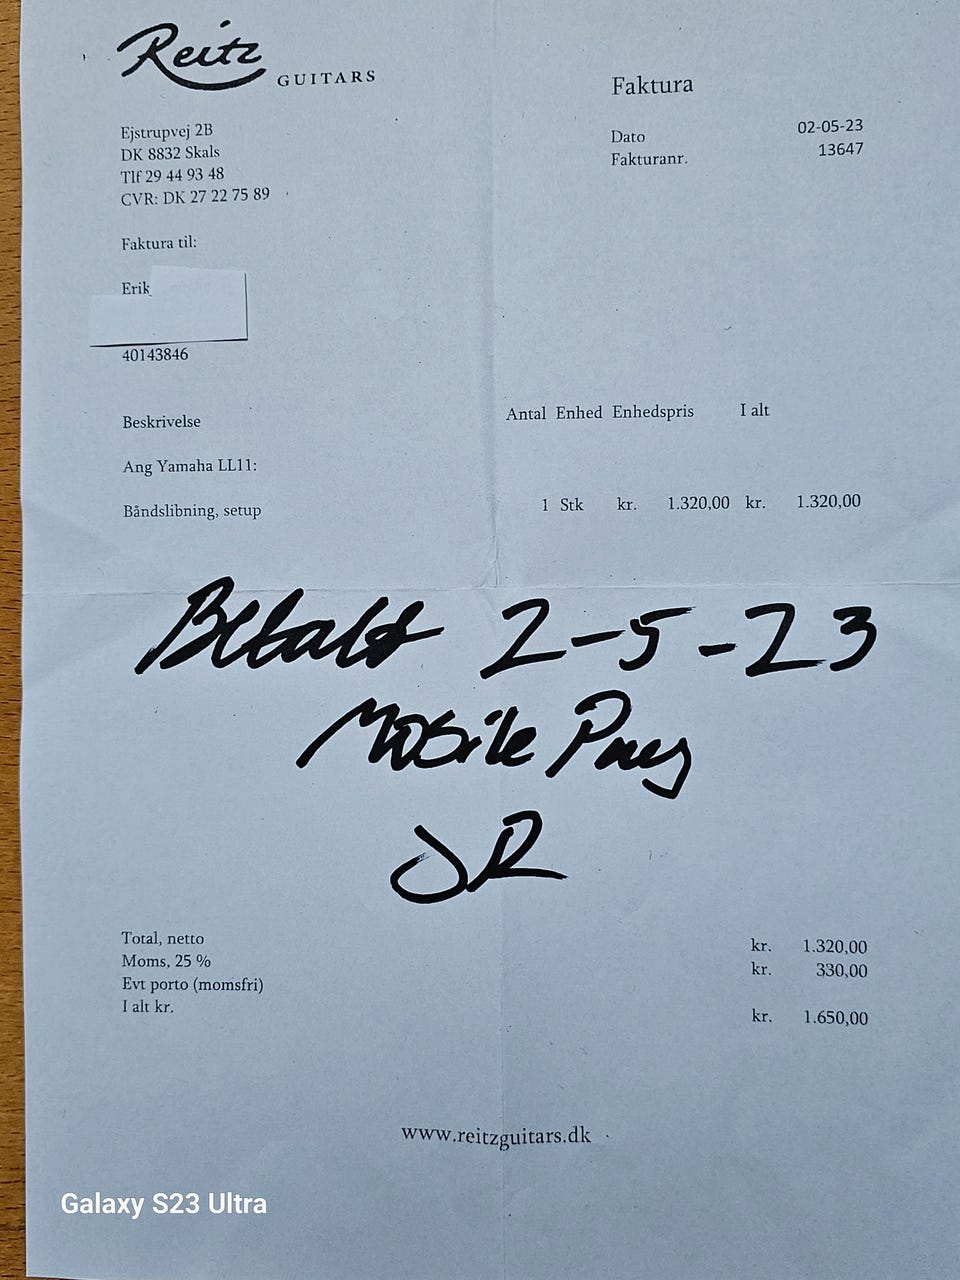 Reitz GUITARS
Faktura
Ejstrupvej 2B
DK 8832 Skals
Tlf 29 44 93 48
CVR: DK 27 22 75 89
Dato 02-05-23
Fakturanr. 13647
Faktura til:
Erik
40143846
Beskrivelse Antal Enhed Enhedspris I alt
Ang Yamaha LL11:
Båndslibning, setup 1 Stk kr. 1.320,00 kr. 1.320,00
Betalt 2-5-23
Mobile Pay
JR
Total, netto kr. 1.320,00
Moms, 25 % kr. 330,00
Evt porto (momsfri)
I alt kr. kr. 1.650,00
www.reitzguitars.dk
Galaxy S23 Ultra